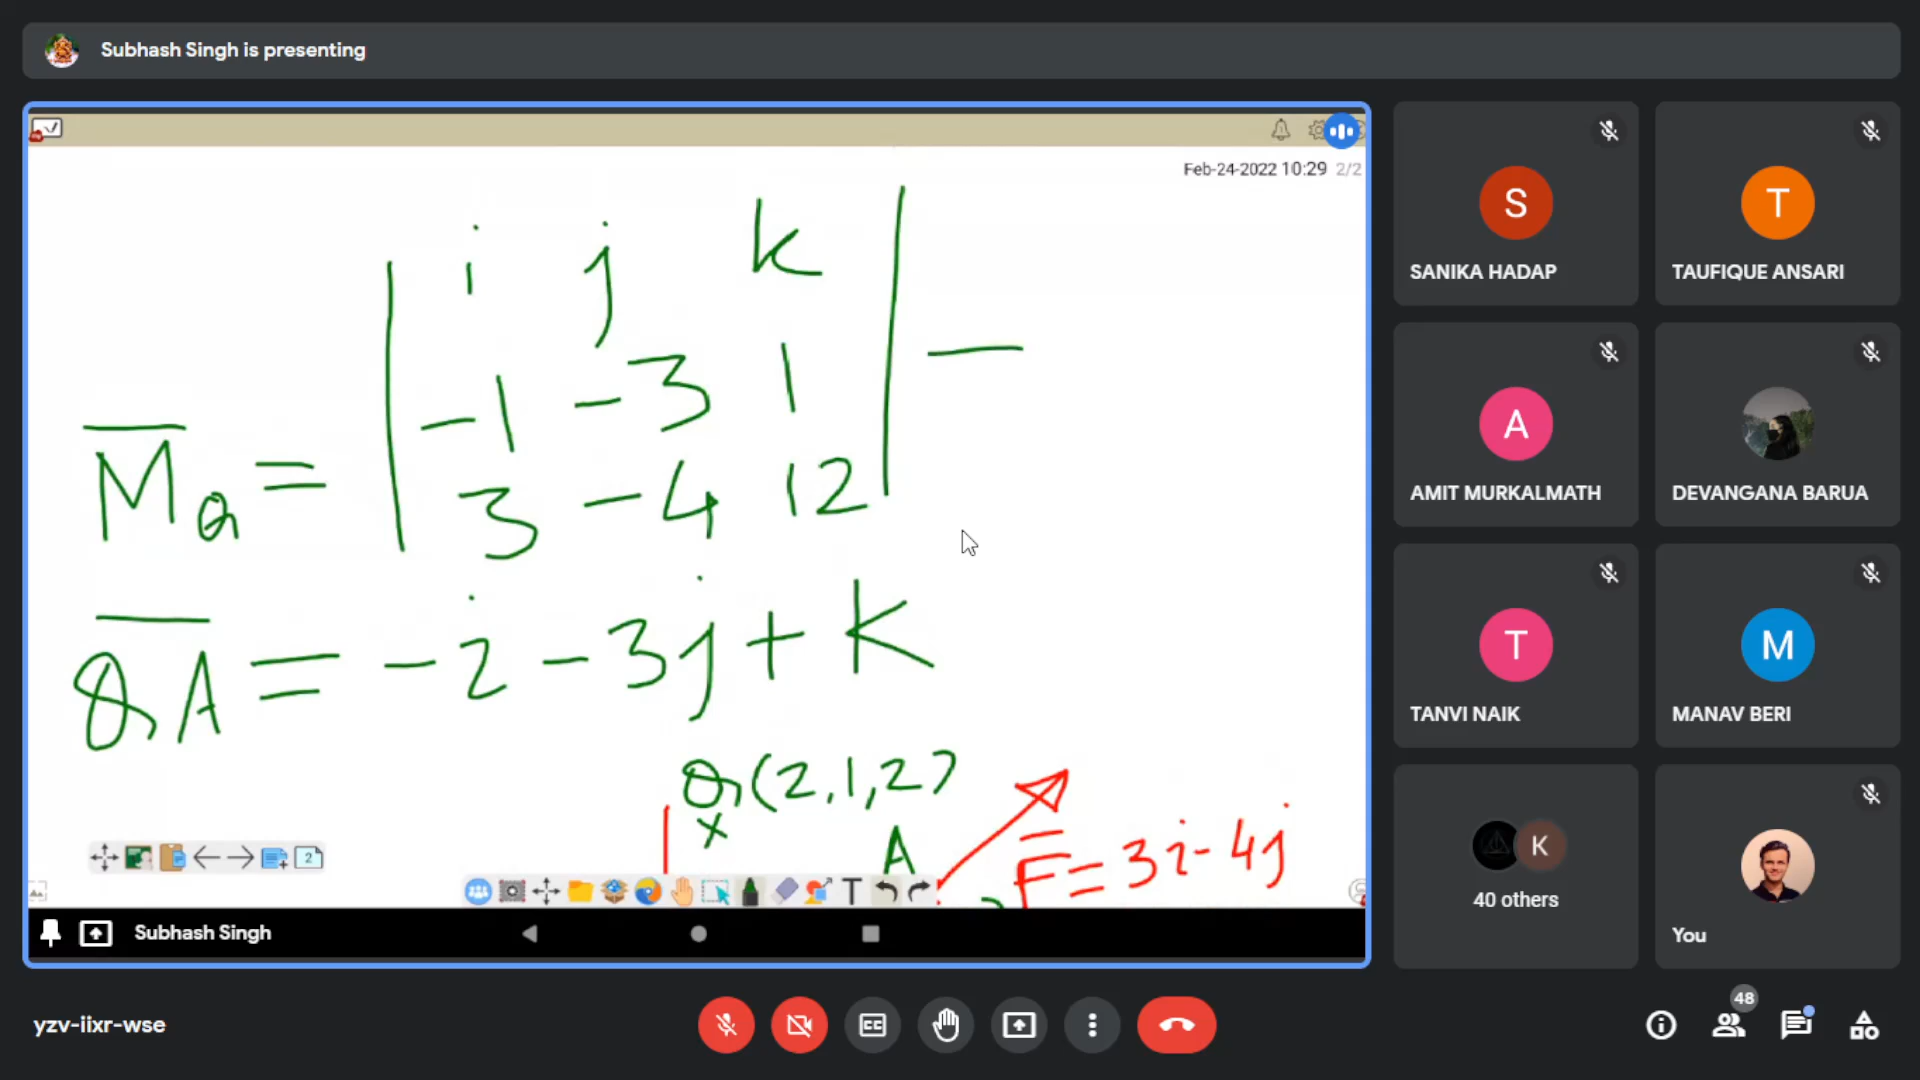 Subhash Singh is presenting
Feb-24-2022 10:29 2/2
i j k
-1 -3 1
M̅Q =
3 -4 12
—
Q̅A̅ = -i -3j + K
Q(2,1,2)
x
A
F̅ = 3i-4j
2
T
Subhash Singh
S
SANIKA HADAP
T
TAUFIQUE ANSARI
A
AMIT MURKALMATH
DEVANGANA BARUA
T
TANVI NAIK
M
MANAV BERI
K
40 others
You
yzv-iixr-wse
CC
48